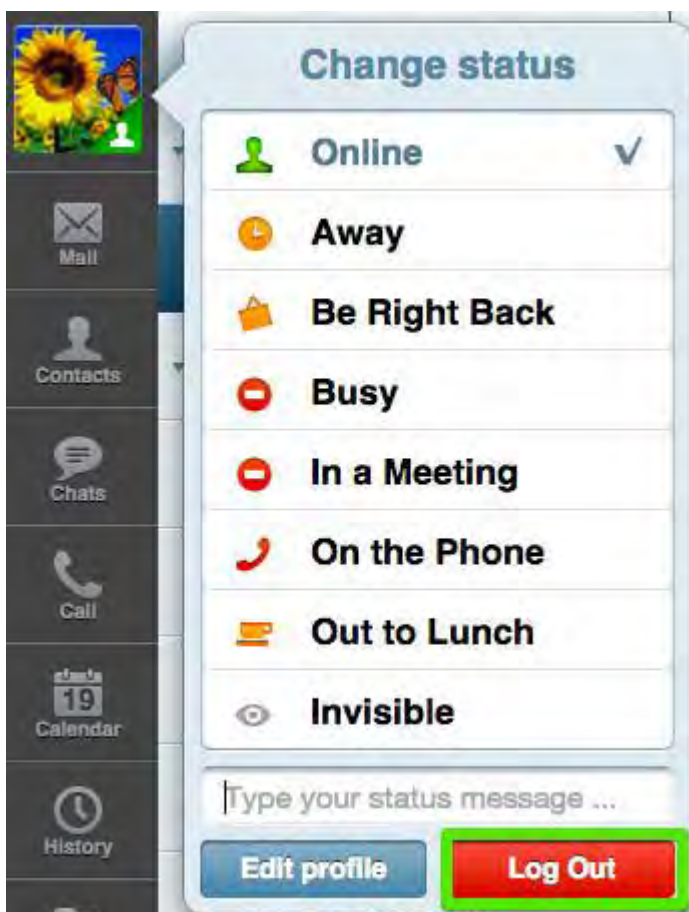 Change status
Online
Away
Be Right Back
Busy
In a Meeting
On the Phone
Out to Lunch
Invisible
Type your status message ...
Edit profile
Log Out
Mail
Contacts
Chats
Call
19
Calendar
History